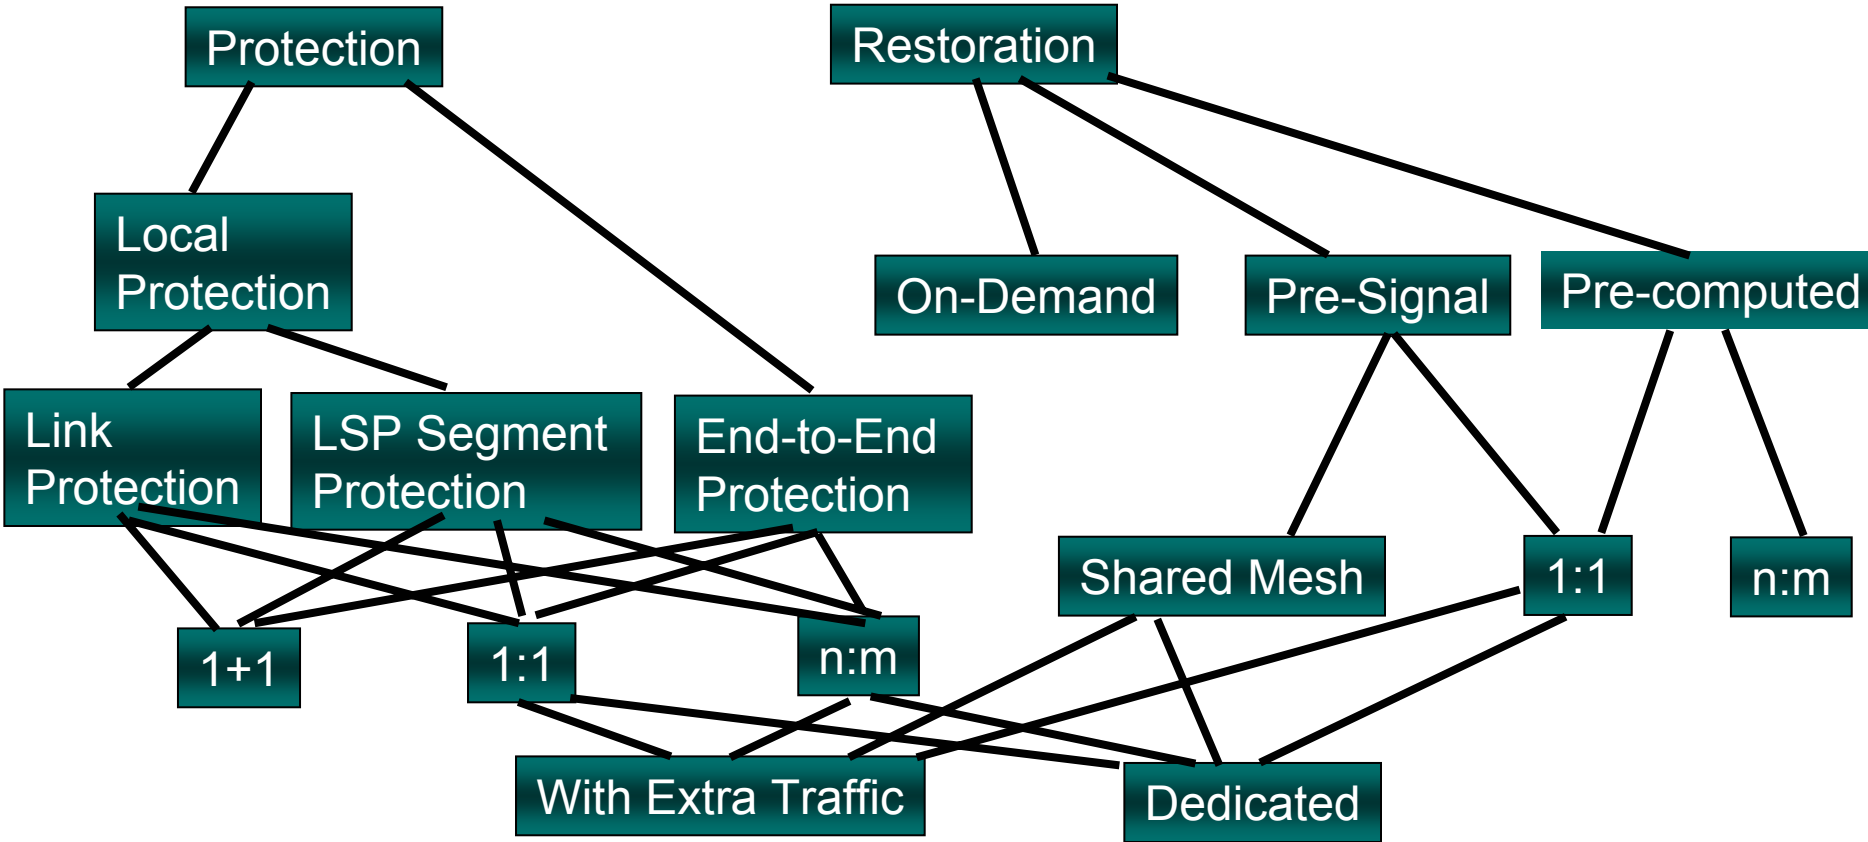 Protection
Restoration
Local
Protection
On-Demand
Pre-Signal
Pre-computed
Link
Protection
LSP Segment
Protection
End-to-End
Protection
Shared Mesh
1:1
n:m
1+1
1:1
n:m
With Extra Traffic
Dedicated